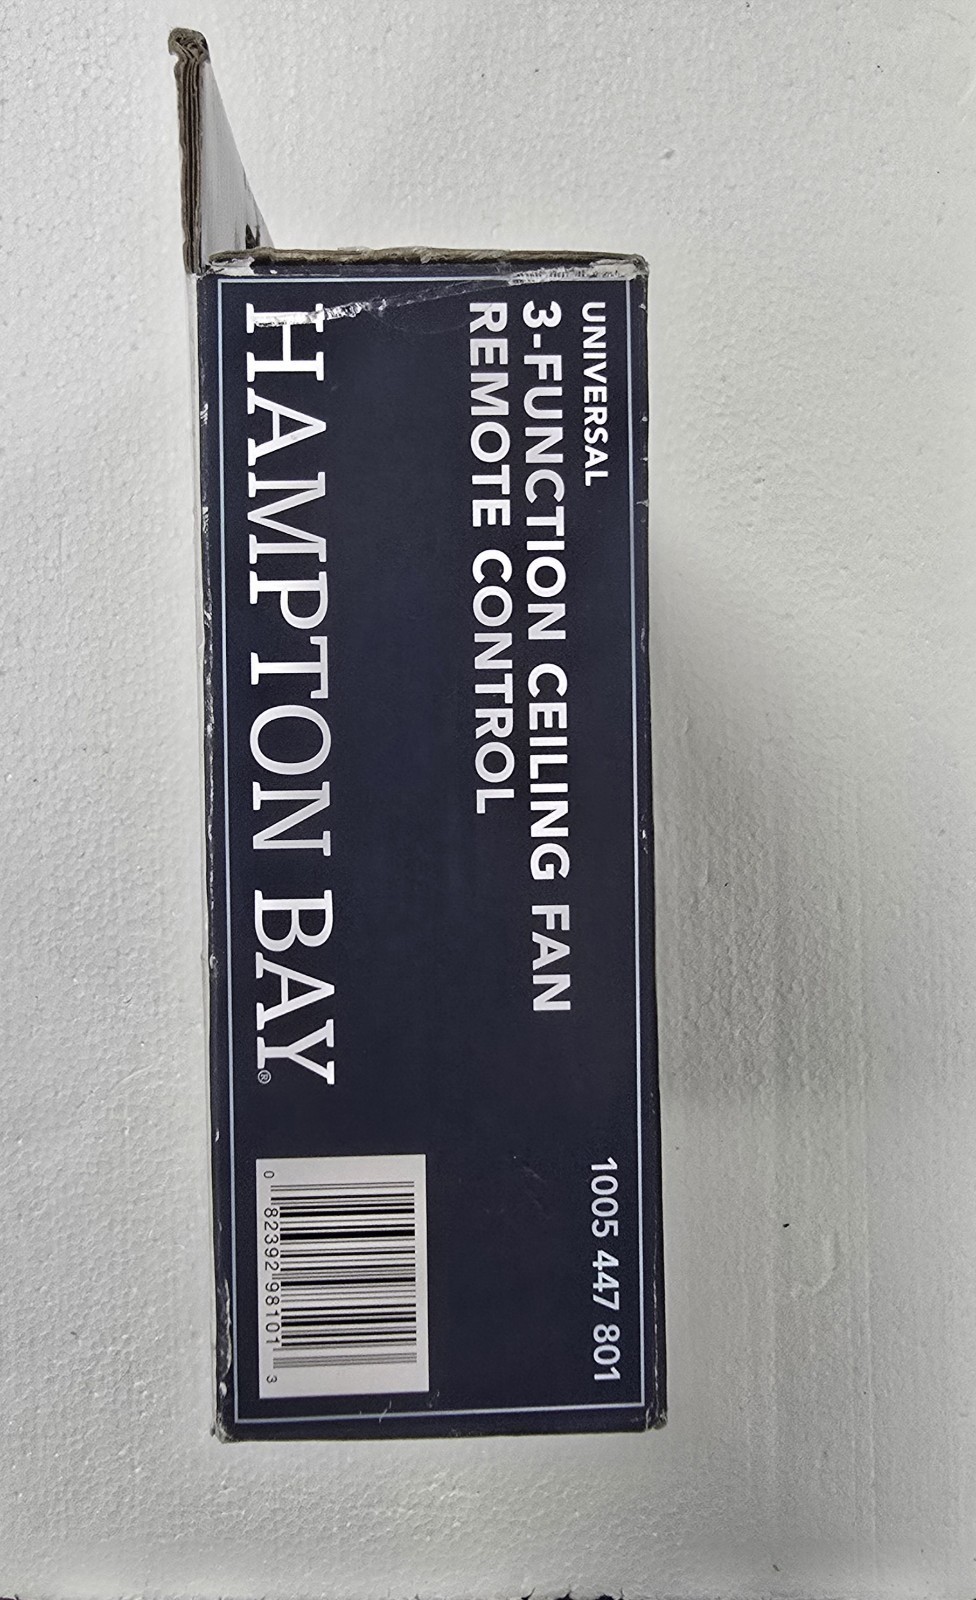 UNIVERSAL
3-FUNCTION CEILING FAN
REMOTE CONTROL
1005 447 801
HAMPTON BAY®
0 82392 98101 3